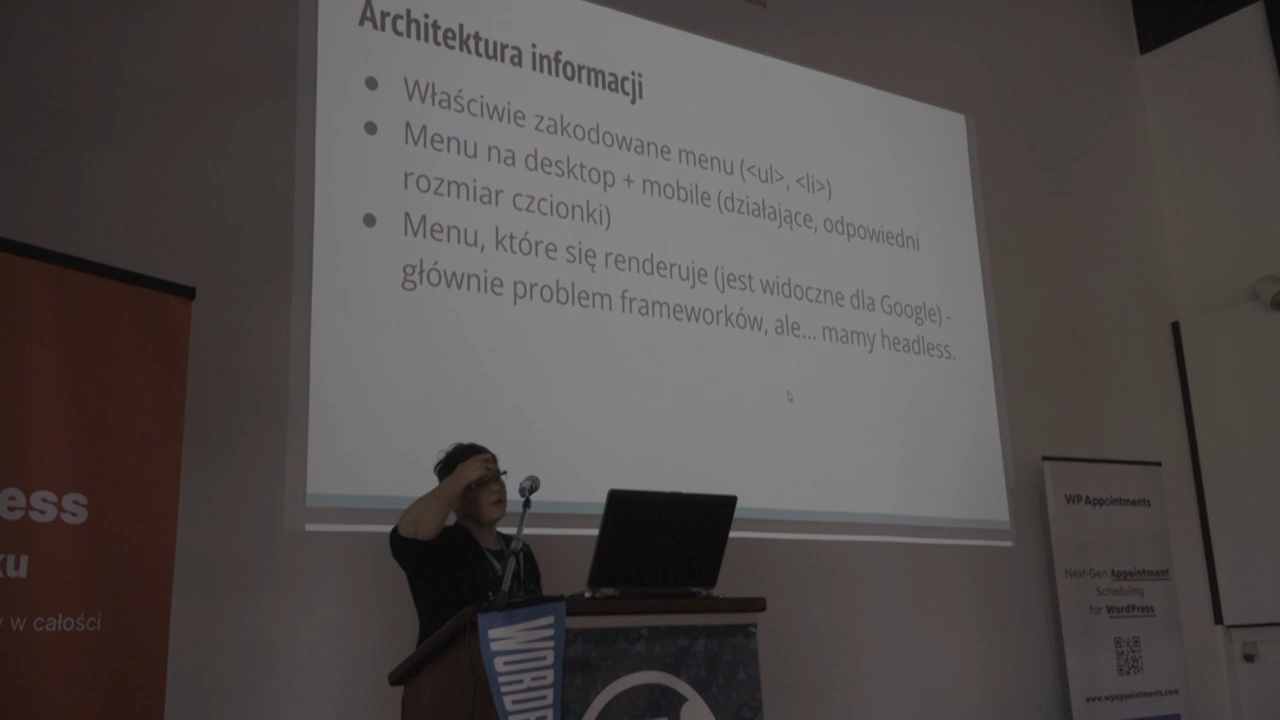 Architektura informacji
Właściwie zakodowane menu (<ul>, <li>)
Menu na desktop + mobile (działające, odpowiedni
rozmiar czcionki)
Menu, które się renderuje (jest widoczne dla Google) -
głównie problem frameworków, ale... mamy headless.
ess
ku
w całości
WORDP
WP Appointments
Next-Gen Appointment
Scheduling
for WordPress
www.wpappointments.com